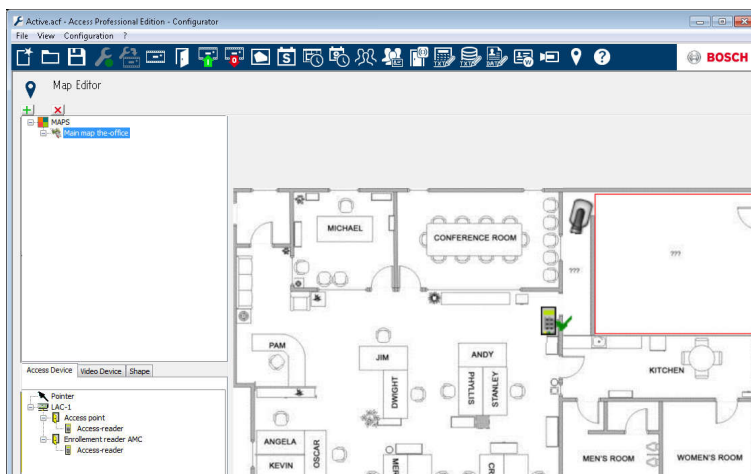 Active.acf - Access Professional Edition - Configurator
File View Configuration ?
BOSCH
Map Editor
MAPS
Main map the-office
MICHAEL
CONFERENCE ROOM
???
???
PAM
JIM
ANDY
KITCHEN
DWIGHT
PHYLLIS
STANLEY
Access Device Video Device Shape
Pointer
LAC-1
Access point
Access-reader
Enrollement reader AMC
Access-reader
ANGELA
OSCAR
KEVIN
MEN'S ROOM
WOMEN'S ROOM